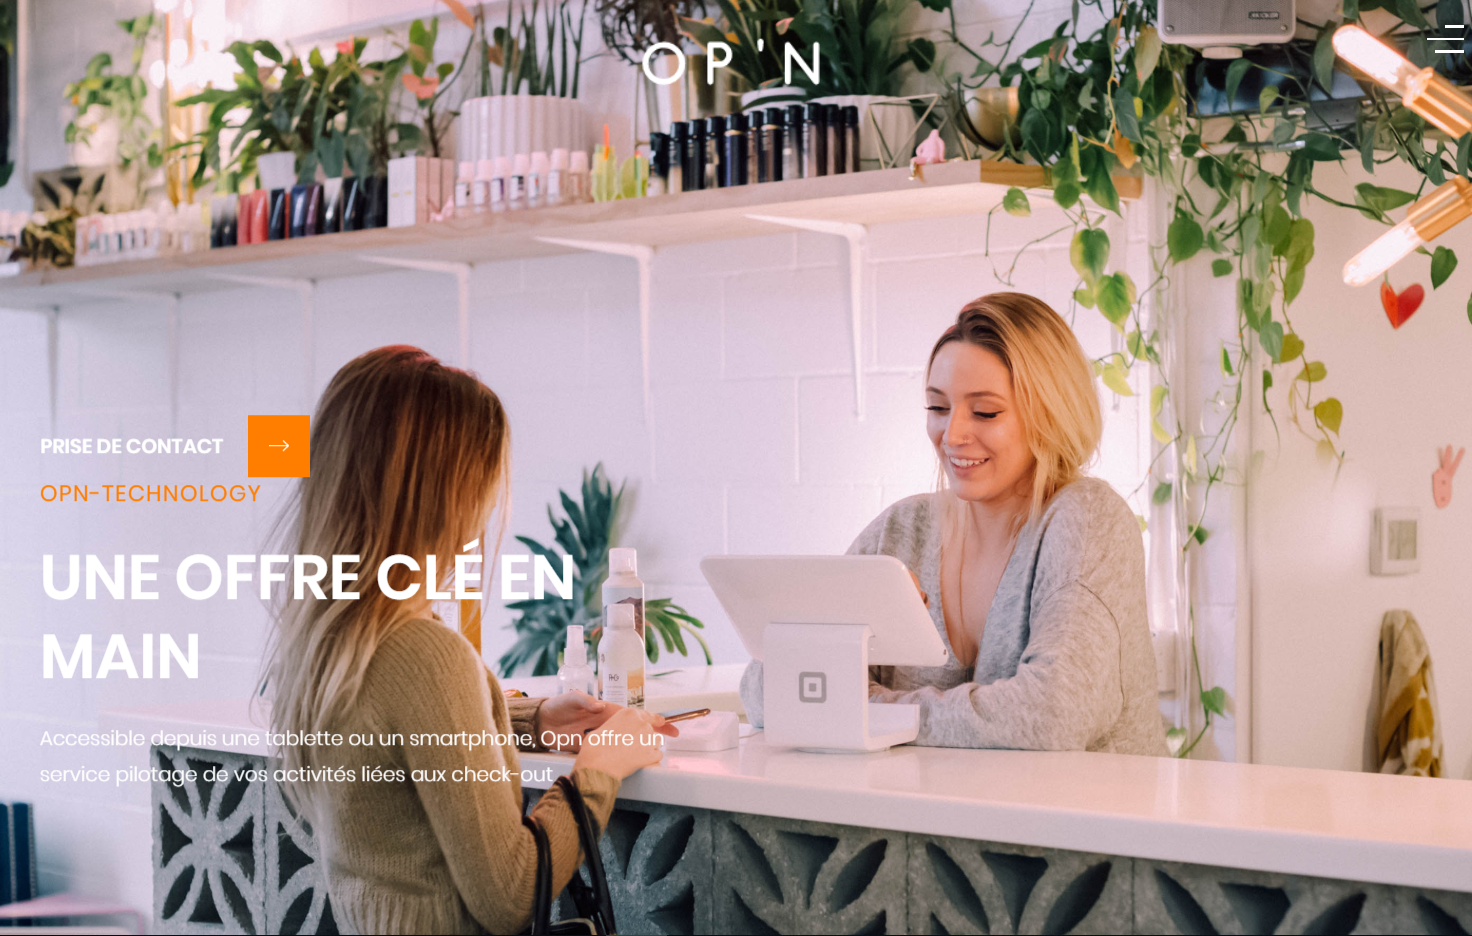 OP'N
PRISE DE CONTACT
OPN-TECHNOLOGY
UNE OFFRE CLÉ EN
MAIN
Accessible depuis une tablette ou un smartphone, Opn offre un
service pilotage de vos activités liées aux check-out